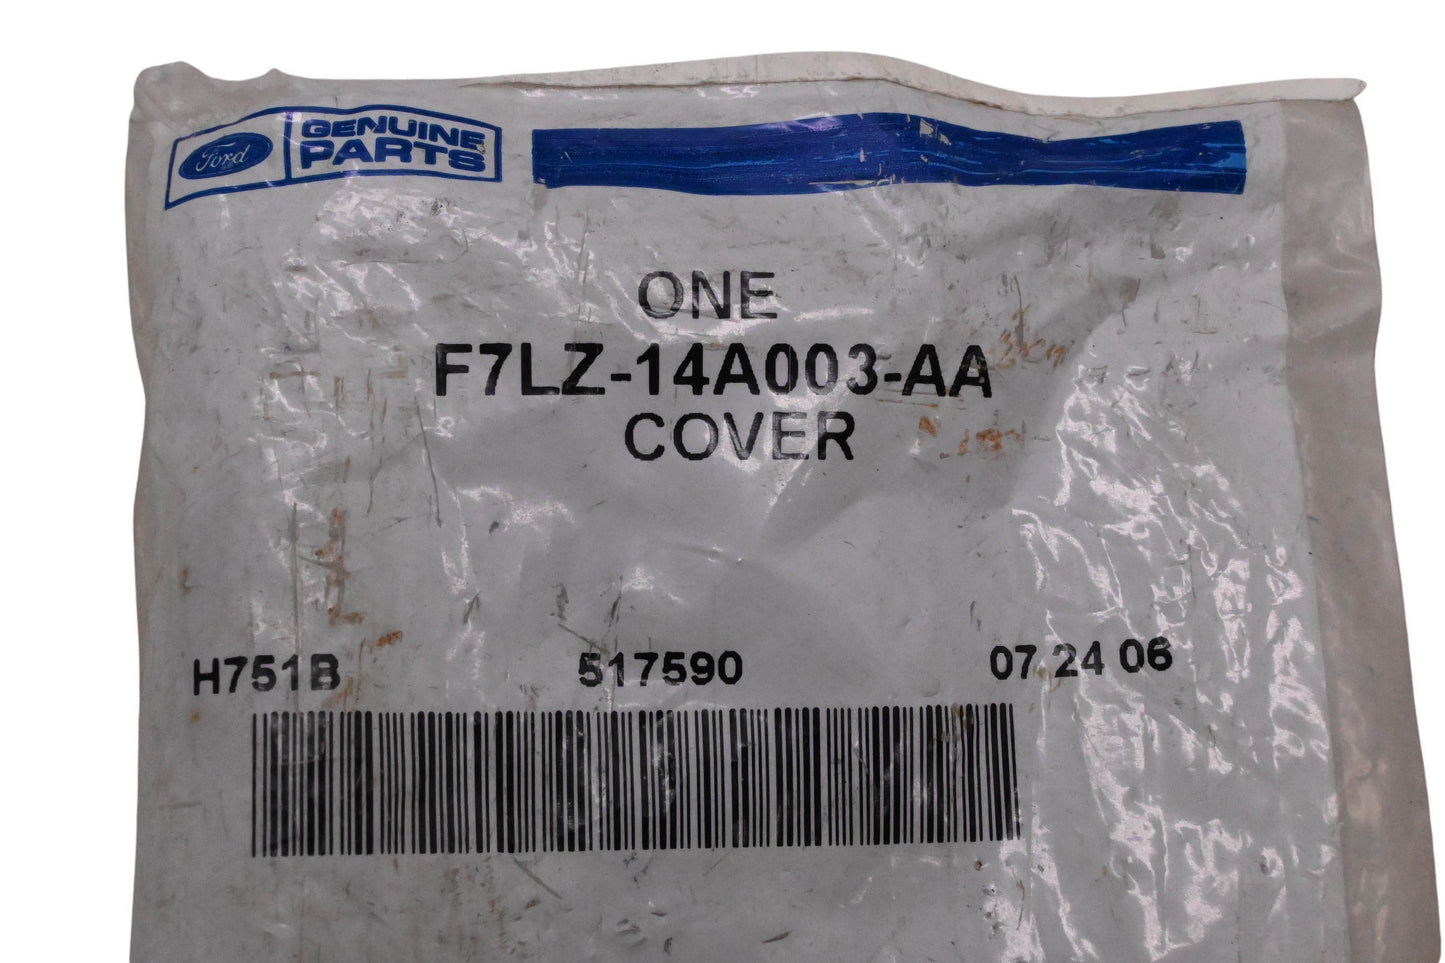 Ford GENUINE
PARTS
ONE
F7LZ-14A003-AA
COVER
H751B 517590 07 24 06